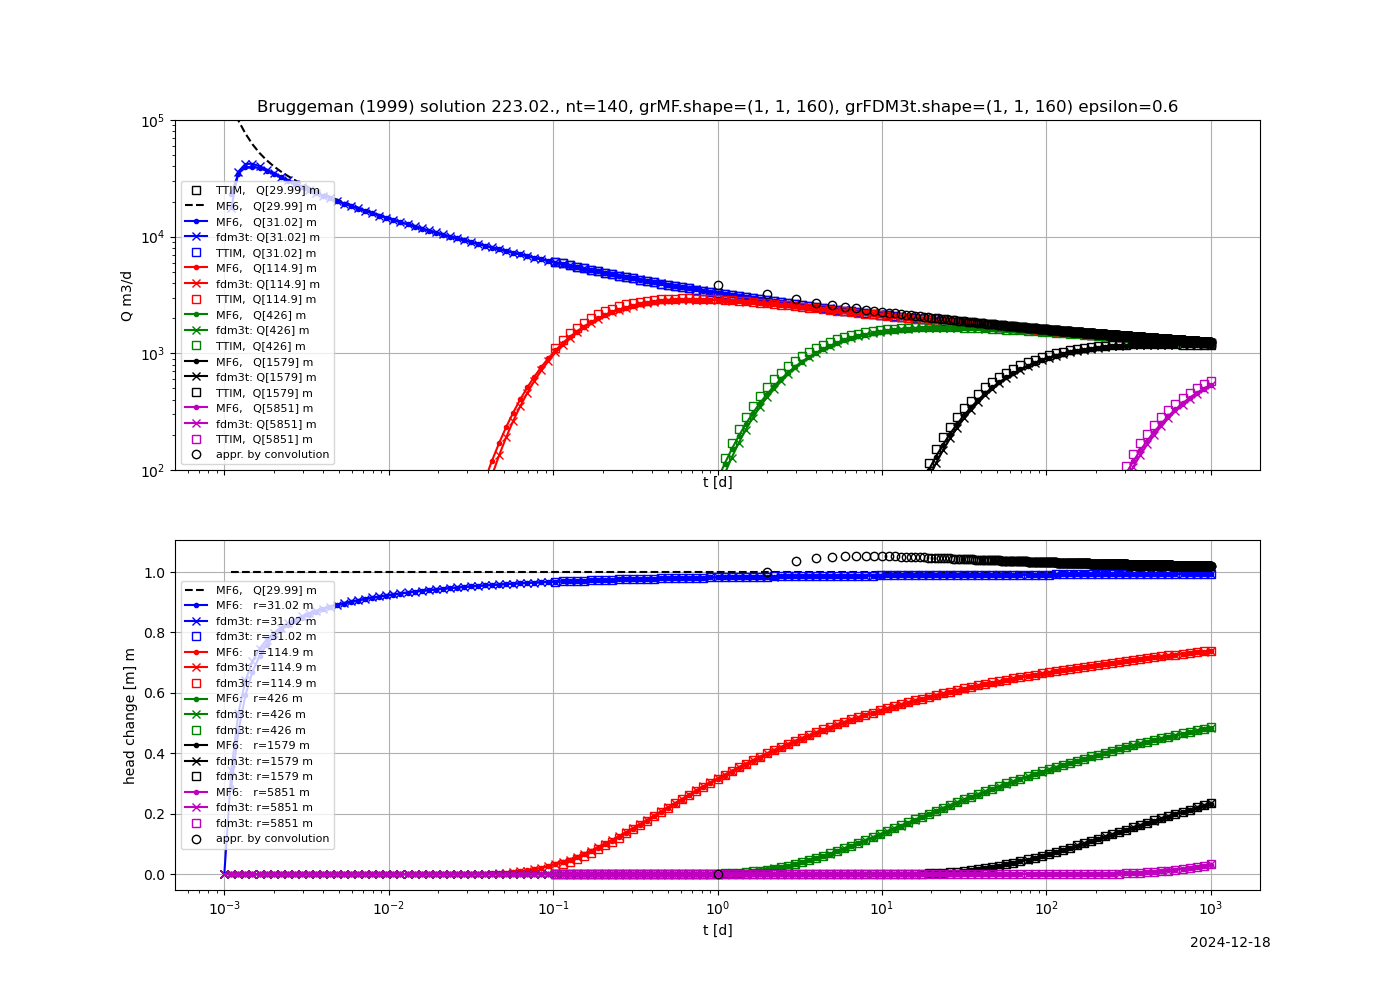 Bruggeman (1999) solution 223.02., nt=140, grMF.shape=(1, 1, 160), grFDM3t.shape=(1, 1, 160) epsilon=0.6
10⁵
10⁴
10³
10²
Q m3/d
TTIM,   Q[29.99] m
MF6,   Q[29.99] m
MF6,   Q[31.02] m
fdm3t: Q[31.02] m
TTIM,  Q[31.02] m
MF6,   Q[114.9] m
fdm3t: Q[114.9] m
TTIM,  Q[114.9] m
MF6,   Q[426] m
fdm3t: Q[426] m
TTIM,  Q[426] m
MF6,   Q[1579] m
fdm3t: Q[1579] m
TTIM,  Q[1579] m
MF6,   Q[5851] m
fdm3t: Q[5851] m
TTIM,  Q[5851] m
appr. by convolution
t [d]
1.0
0.8
0.6
0.4
0.2
0.0
head change [m] m
MF6,   Q[29.99] m
MF6:   r=31.02 m
fdm3t: r=31.02 m
fdm3t: r=31.02 m
MF6:   r=114.9 m
fdm3t: r=114.9 m
fdm3t: r=114.9 m
MF6:   r=426 m
fdm3t: r=426 m
fdm3t: r=426 m
MF6:   r=1579 m
fdm3t: r=1579 m
fdm3t: r=1579 m
MF6:   r=5851 m
fdm3t: r=5851 m
fdm3t: r=5851 m
appr. by convolution
10⁻³ 10⁻² 10⁻¹ 10⁰ 10¹ 10² 10³
t [d]
2024-12-18